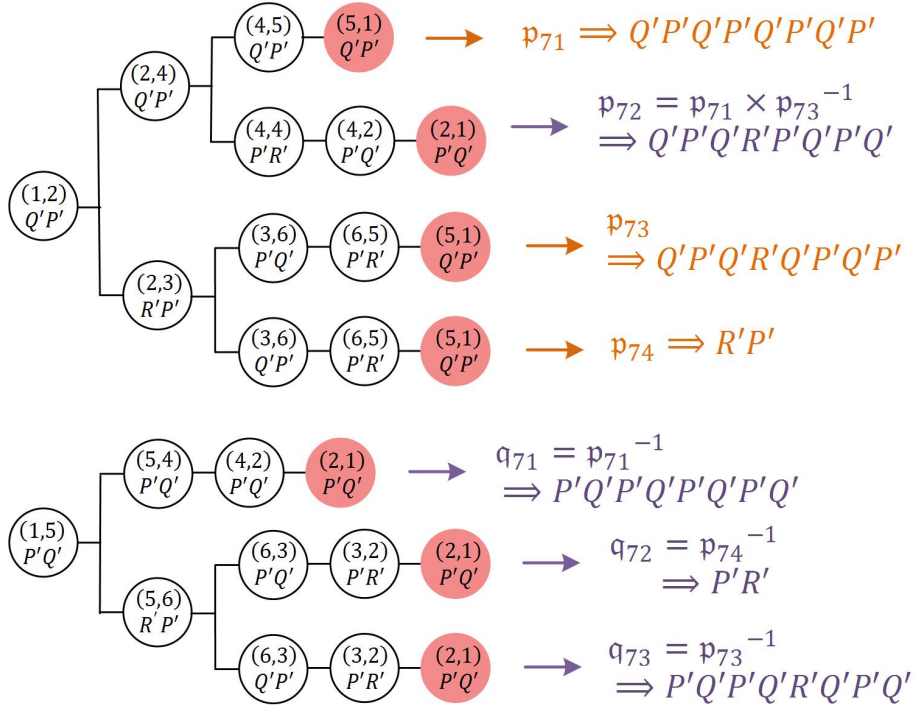 (1,2)
Q′P′
(2,4)
Q′P′
(4,5)
Q′P′
(5,1)
Q′P′
𝔭₇₁ ⟹ Q′P′Q′P′Q′P′Q′P′
(4,4)
P′R′
(4,2)
P′Q′
(2,1)
P′Q′
𝔭₇₂ = 𝔭₇₁ × 𝔭₇₃⁻¹
⟹ Q′P′Q′R′P′Q′P′Q′
(2,3)
R′P′
(3,6)
P′Q′
(6,5)
P′R′
(5,1)
Q′P′
𝔭₇₃
⟹ Q′P′Q′R′Q′P′Q′P′
(3,6)
Q′P′
(6,5)
P′R′
(5,1)
Q′P′
𝔭₇₄ ⟹ R′P′
(1,5)
P′Q′
(5,4)
P′Q′
(4,2)
P′Q′
(2,1)
P′Q′
𝔮₇₁ = 𝔭₇₁⁻¹
⟹ P′Q′P′Q′P′Q′P′Q′
(5,6)
R′P′
(6,3)
P′Q′
(3,2)
P′R′
(2,1)
P′Q′
𝔮₇₂ = 𝔭₇₄⁻¹
⟹ P′R′
(6,3)
Q′P′
(3,2)
P′R′
(2,1)
P′Q′
𝔮₇₃ = 𝔭₇₃⁻¹
⟹ P′Q′P′Q′R′Q′P′Q′